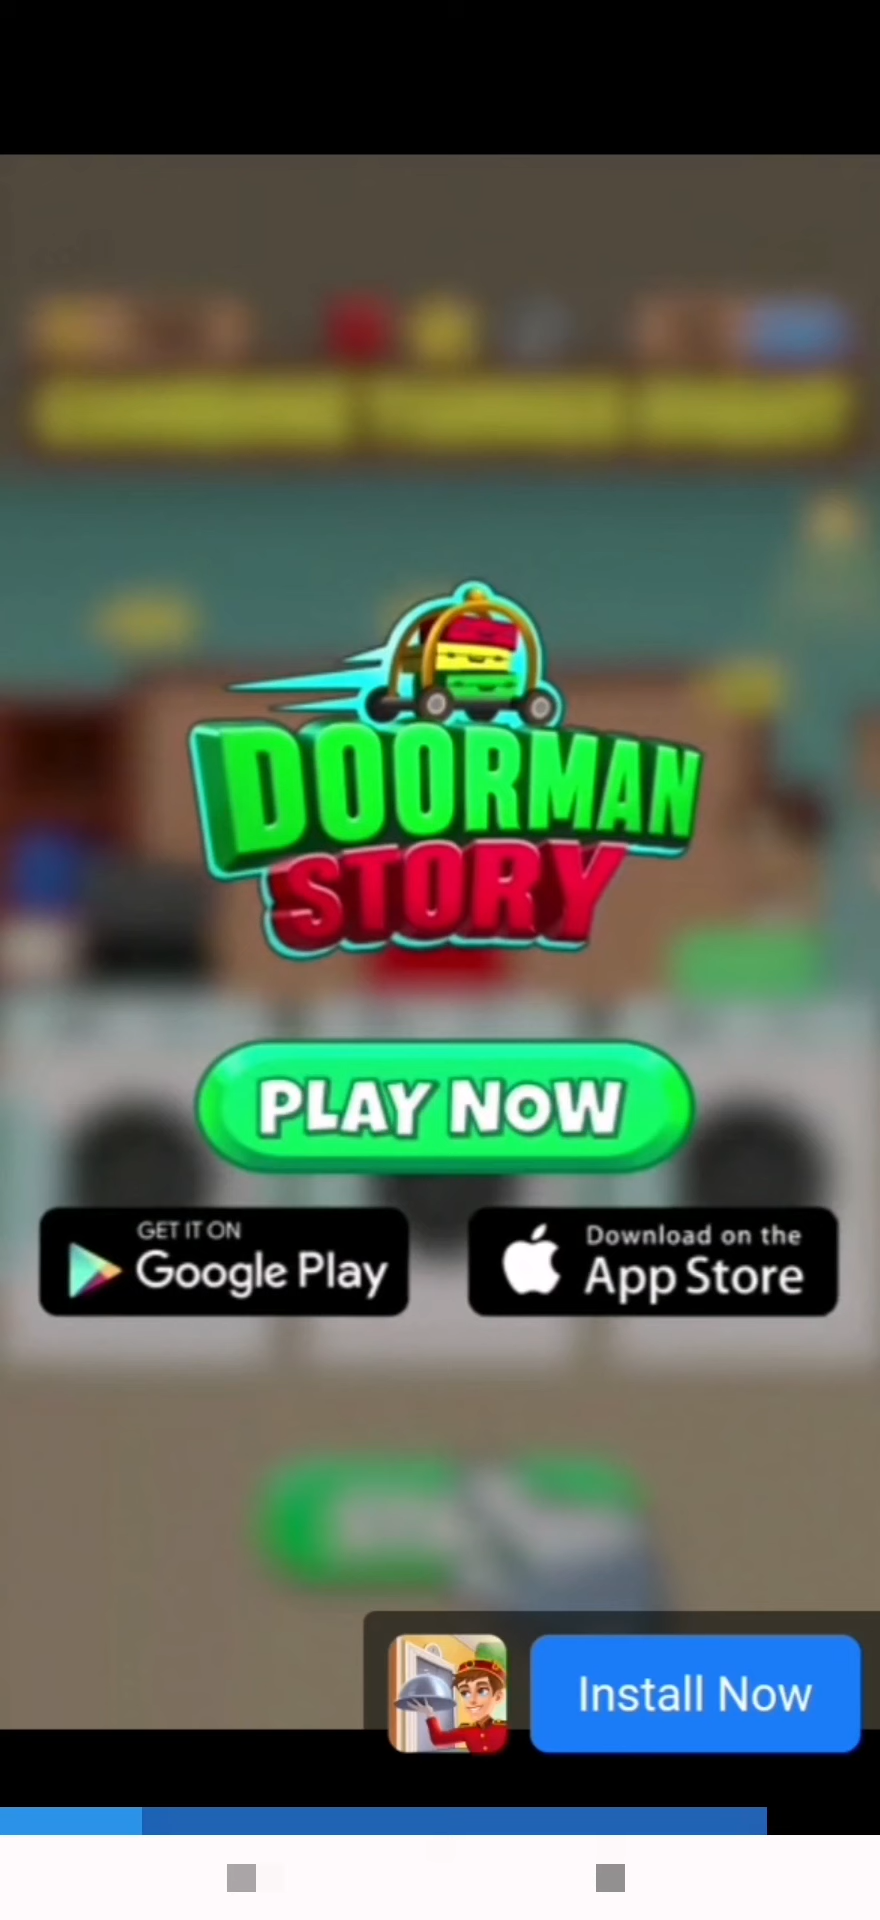 DOORMAN
STORY
PLAY NOW
GET IT ON
Google Play
Download on the
App Store
Install Now